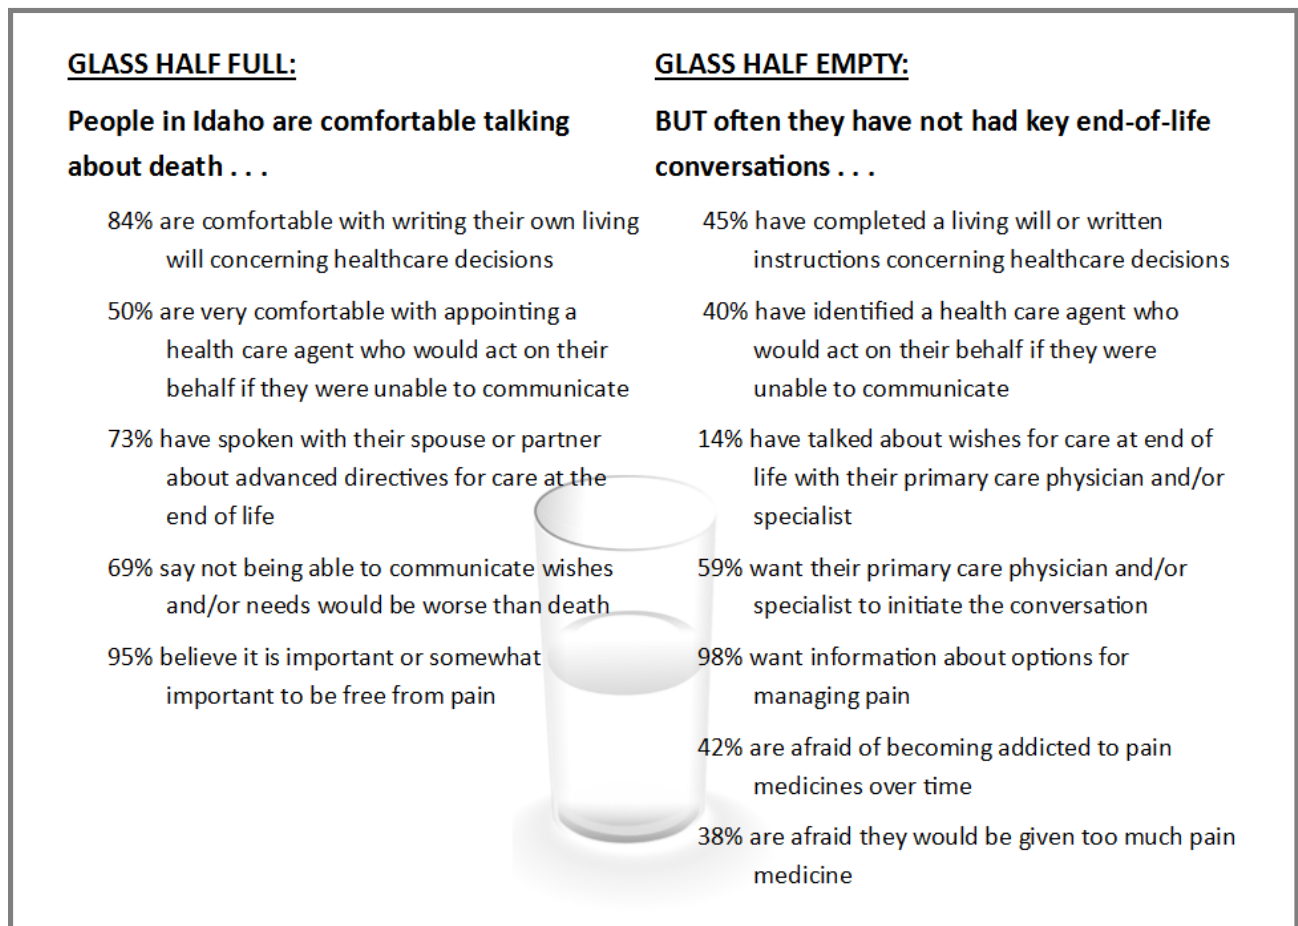 GLASS HALF FULL:
People in Idaho are comfortable talking
about death . . .
84% are comfortable with writing their own living
will concerning healthcare decisions
50% are very comfortable with appointing a
health care agent who would act on their
behalf if they were unable to communicate
73% have spoken with their spouse or partner
about advanced directives for care at the
end of life
69% say not being able to communicate wishes
and/or needs would be worse than death
95% believe it is important or somewhat
important to be free from pain
GLASS HALF EMPTY:
BUT often they have not had key end-of-life
conversations . . .
45% have completed a living will or written
instructions concerning healthcare decisions
40% have identified a health care agent who
would act on their behalf if they were
unable to communicate
14% have talked about wishes for care at end of
life with their primary care physician and/or
specialist
59% want their primary care physician and/or
specialist to initiate the conversation
98% want information about options for
managing pain
42% are afraid of becoming addicted to pain
medicines over time
38% are afraid they would be given too much pain
medicine